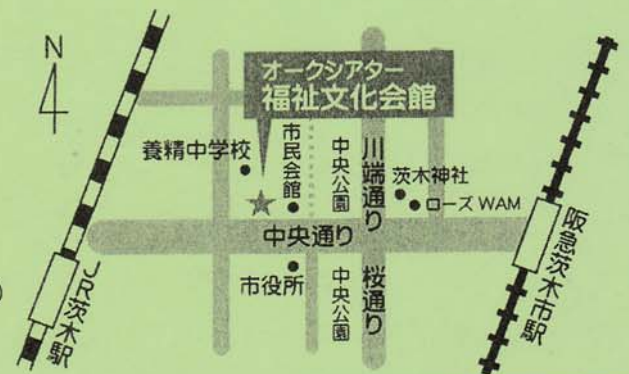 N
オークシアター
福祉文化会館
養精中学校
市民会館
中央公園
川端通り
茨木神社
ローズWAM
中央通り
市役所
中央公園
桜通り
JR茨木駅
阪急茨木市駅